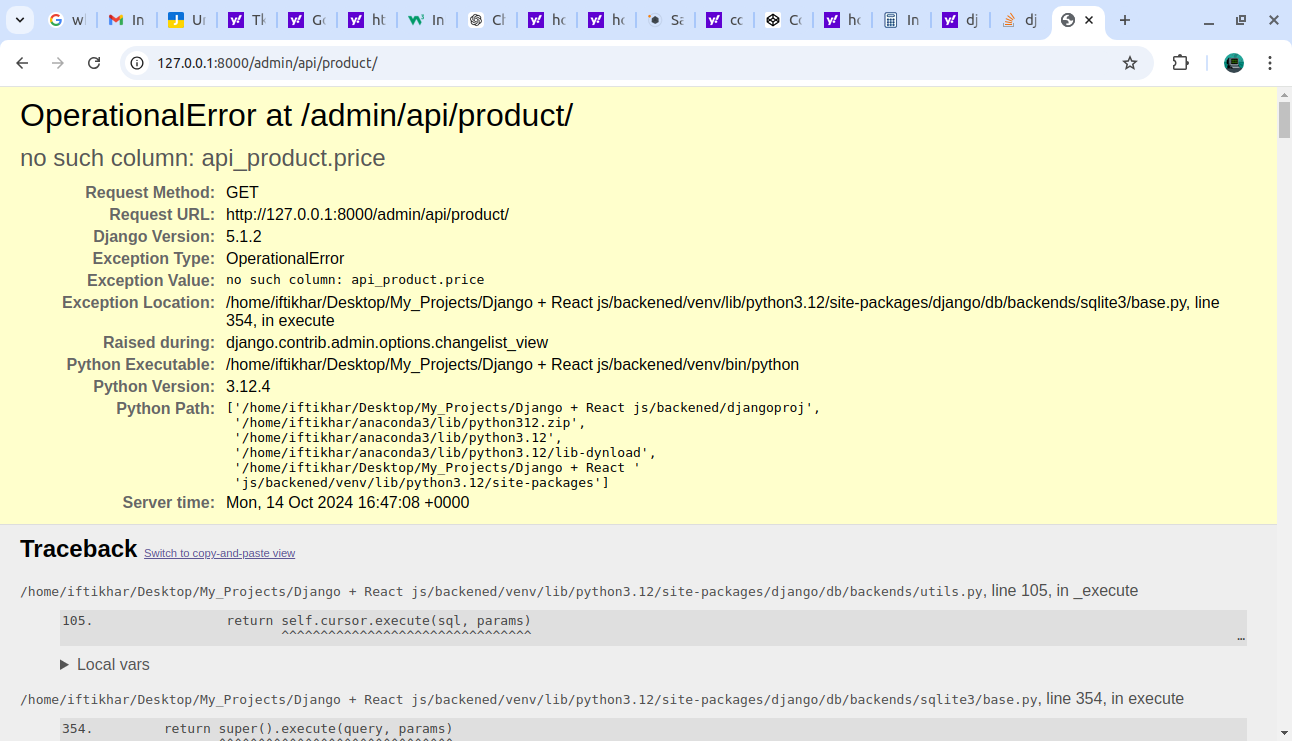 wl
In
Ur
Tk
Ge
ht
In
Ch
hc
hc
Sa
cc
Cc
hc
In
dj
dj
127.0.0.1:8000/admin/api/product/
OperationalError at /admin/api/product/
no such column: api_product.price
Request Method: GET
Request URL: http://127.0.0.1:8000/admin/api/product/
Django Version: 5.1.2
Exception Type: OperationalError
Exception Value: no such column: api_product.price
Exception Location: /home/iftikhar/Desktop/My_Projects/Django + React js/backened/venv/lib/python3.12/site-packages/django/db/backends/sqlite3/base.py, line
354, in execute
Raised during: django.contrib.admin.options.changelist_view
Python Executable: /home/iftikhar/Desktop/My_Projects/Django + React js/backened/venv/bin/python
Python Version: 3.12.4
Python Path: ['/home/iftikhar/Desktop/My_Projects/Django + React js/backened/djangoproj',
'/home/iftikhar/anaconda3/lib/python312.zip',
'/home/iftikhar/anaconda3/lib/python3.12',
'/home/iftikhar/anaconda3/lib/python3.12/lib-dynload',
'/home/iftikhar/Desktop/My_Projects/Django + React '
'js/backened/venv/lib/python3.12/site-packages']
Server time: Mon, 14 Oct 2024 16:47:08 +0000
Traceback Switch to copy-and-paste view
/home/iftikhar/Desktop/My_Projects/Django + React js/backened/venv/lib/python3.12/site-packages/django/db/backends/utils.py, line 105, in _execute
105. return self.cursor.execute(sql, params)
^^^^^^^^^^^^^^^^^^^^^^^^^^^^^^^^
…
Local vars
/home/iftikhar/Desktop/My_Projects/Django + React js/backened/venv/lib/python3.12/site-packages/django/db/backends/sqlite3/base.py, line 354, in execute
354. return super().execute(query, params)
^^^^^^^^^^^^^^^^^^^^^^^^^^^^^^